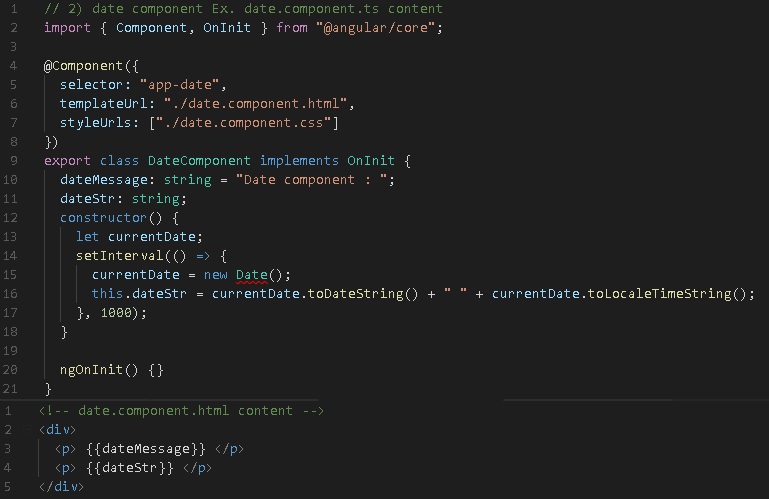 1 // 2) date component Ex. date.component.ts content
2 import { Component, OnInit } from "@angular/core";
3
4 @Component({
5   selector: "app-date",
6   templateUrl: "./date.component.html",
7   styleUrls: ["./date.component.css"]
8 })
9 export class DateComponent implements OnInit {
10   dateMessage: string = "Date component : ";
11   dateStr: string;
12   constructor() {
13     let currentDate;
14     setInterval(() => {
15       currentDate = new Date();
16       this.dateStr = currentDate.toDateString() + " " + currentDate.toLocaleTimeString();
17     }, 1000);
18   }
19
20   ngOnInit() {}
21 }
1 <!-- date.component.html content -->
2 <div>
3   <p> {{dateMessage}} </p>
4   <p> {{dateStr}} </p>
5 </div>